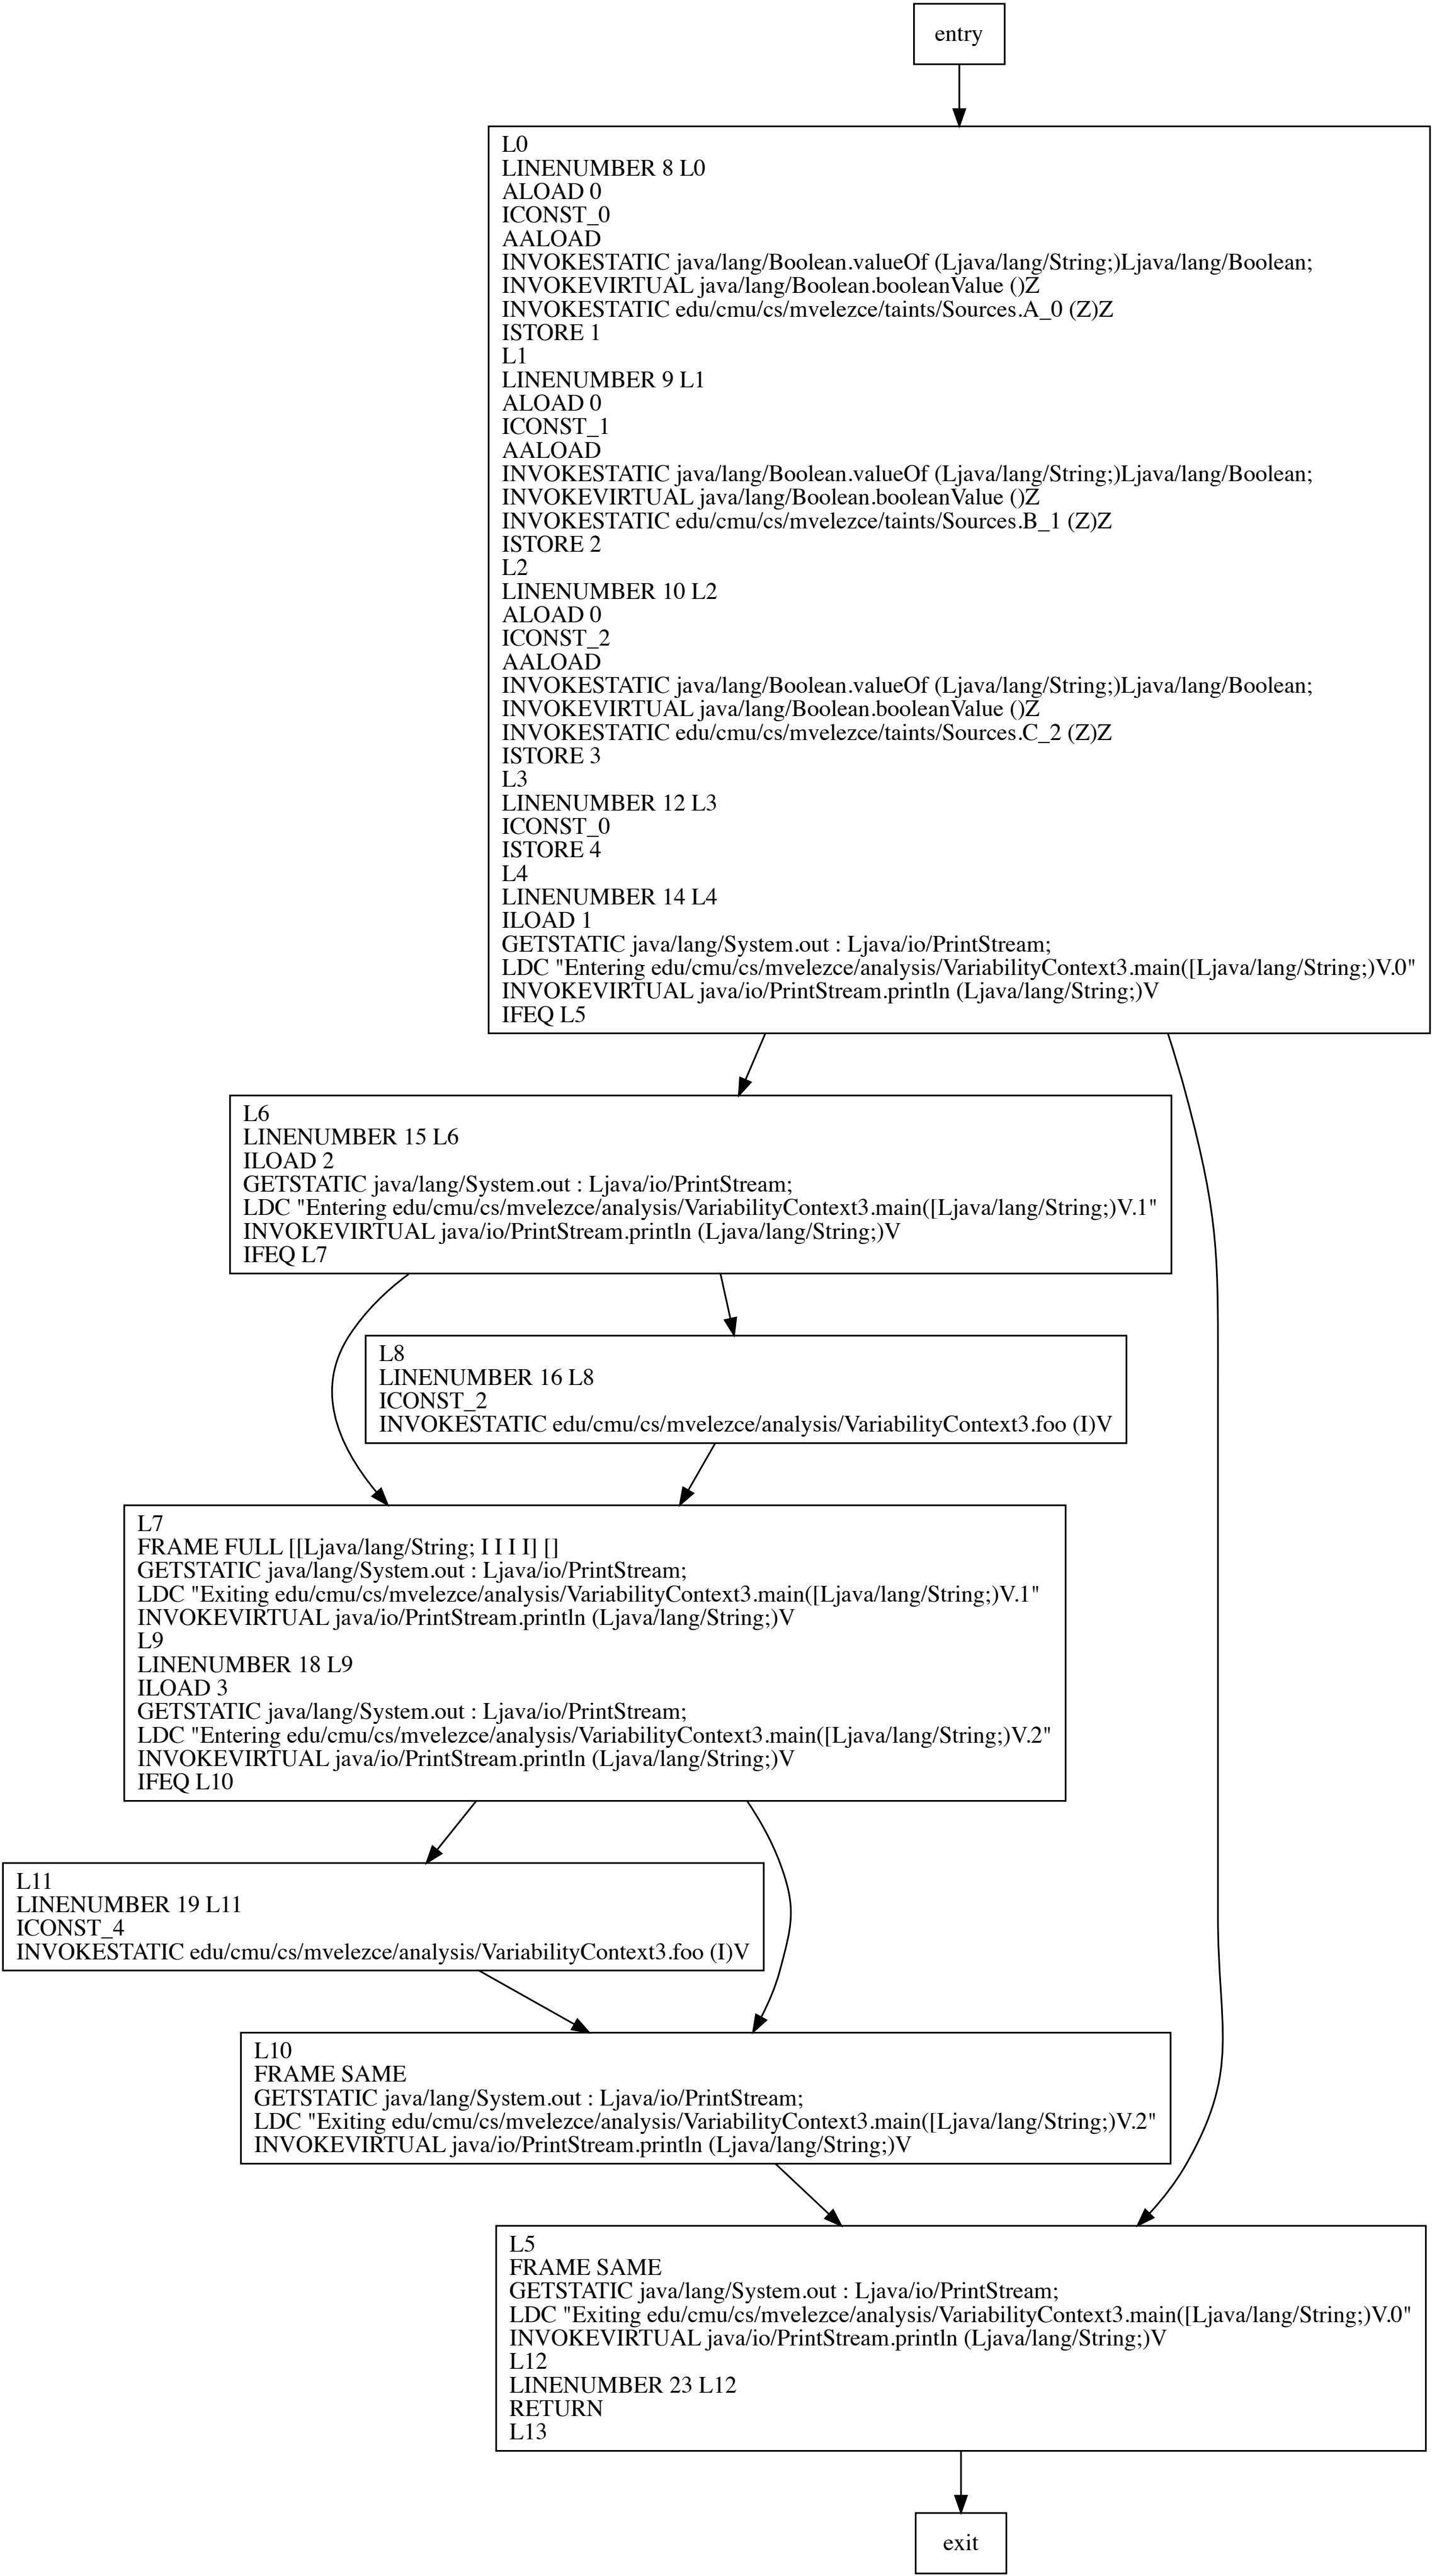 entry
L0
LINENUMBER 8 L0
ALOAD 0
ICONST_0
AALOAD
INVOKESTATIC java/lang/Boolean.valueOf (Ljava/lang/String;)Ljava/lang/Boolean;
INVOKEVIRTUAL java/lang/Boolean.booleanValue ()Z
INVOKESTATIC edu/cmu/cs/mvelezce/taints/Sources.A_0 (Z)Z
ISTORE 1
L1
LINENUMBER 9 L1
ALOAD 0
ICONST_1
AALOAD
INVOKESTATIC java/lang/Boolean.valueOf (Ljava/lang/String;)Ljava/lang/Boolean;
INVOKEVIRTUAL java/lang/Boolean.booleanValue ()Z
INVOKESTATIC edu/cmu/cs/mvelezce/taints/Sources.B_1 (Z)Z
ISTORE 2
L2
LINENUMBER 10 L2
ALOAD 0
ICONST_2
AALOAD
INVOKESTATIC java/lang/Boolean.valueOf (Ljava/lang/String;)Ljava/lang/Boolean;
INVOKEVIRTUAL java/lang/Boolean.booleanValue ()Z
INVOKESTATIC edu/cmu/cs/mvelezce/taints/Sources.C_2 (Z)Z
ISTORE 3
L3
LINENUMBER 12 L3
ICONST_0
ISTORE 4
L4
LINENUMBER 14 L4
ILOAD 1
GETSTATIC java/lang/System.out : Ljava/io/PrintStream;
LDC "Entering edu/cmu/cs/mvelezce/analysis/VariabilityContext3.main([Ljava/lang/String;)V.0"
INVOKEVIRTUAL java/io/PrintStream.println (Ljava/lang/String;)V
IFEQ L5
L6
LINENUMBER 15 L6
ILOAD 2
GETSTATIC java/lang/System.out : Ljava/io/PrintStream;
LDC "Entering edu/cmu/cs/mvelezce/analysis/VariabilityContext3.main([Ljava/lang/String;)V.1"
INVOKEVIRTUAL java/io/PrintStream.println (Ljava/lang/String;)V
IFEQ L7
L8
LINENUMBER 16 L8
ICONST_2
INVOKESTATIC edu/cmu/cs/mvelezce/analysis/VariabilityContext3.foo (I)V
L7
FRAME FULL [[Ljava/lang/String; I I I I] []
GETSTATIC java/lang/System.out : Ljava/io/PrintStream;
LDC "Exiting edu/cmu/cs/mvelezce/analysis/VariabilityContext3.main([Ljava/lang/String;)V.1"
INVOKEVIRTUAL java/io/PrintStream.println (Ljava/lang/String;)V
L9
LINENUMBER 18 L9
ILOAD 3
GETSTATIC java/lang/System.out : Ljava/io/PrintStream;
LDC "Entering edu/cmu/cs/mvelezce/analysis/VariabilityContext3.main([Ljava/lang/String;)V.2"
INVOKEVIRTUAL java/io/PrintStream.println (Ljava/lang/String;)V
IFEQ L10
L11
LINENUMBER 19 L11
ICONST_4
INVOKESTATIC edu/cmu/cs/mvelezce/analysis/VariabilityContext3.foo (I)V
L10
FRAME SAME
GETSTATIC java/lang/System.out : Ljava/io/PrintStream;
LDC "Exiting edu/cmu/cs/mvelezce/analysis/VariabilityContext3.main([Ljava/lang/String;)V.2"
INVOKEVIRTUAL java/io/PrintStream.println (Ljava/lang/String;)V
L5
FRAME SAME
GETSTATIC java/lang/System.out : Ljava/io/PrintStream;
LDC "Exiting edu/cmu/cs/mvelezce/analysis/VariabilityContext3.main([Ljava/lang/String;)V.0"
INVOKEVIRTUAL java/io/PrintStream.println (Ljava/lang/String;)V
L12
LINENUMBER 23 L12
RETURN
L13
exit